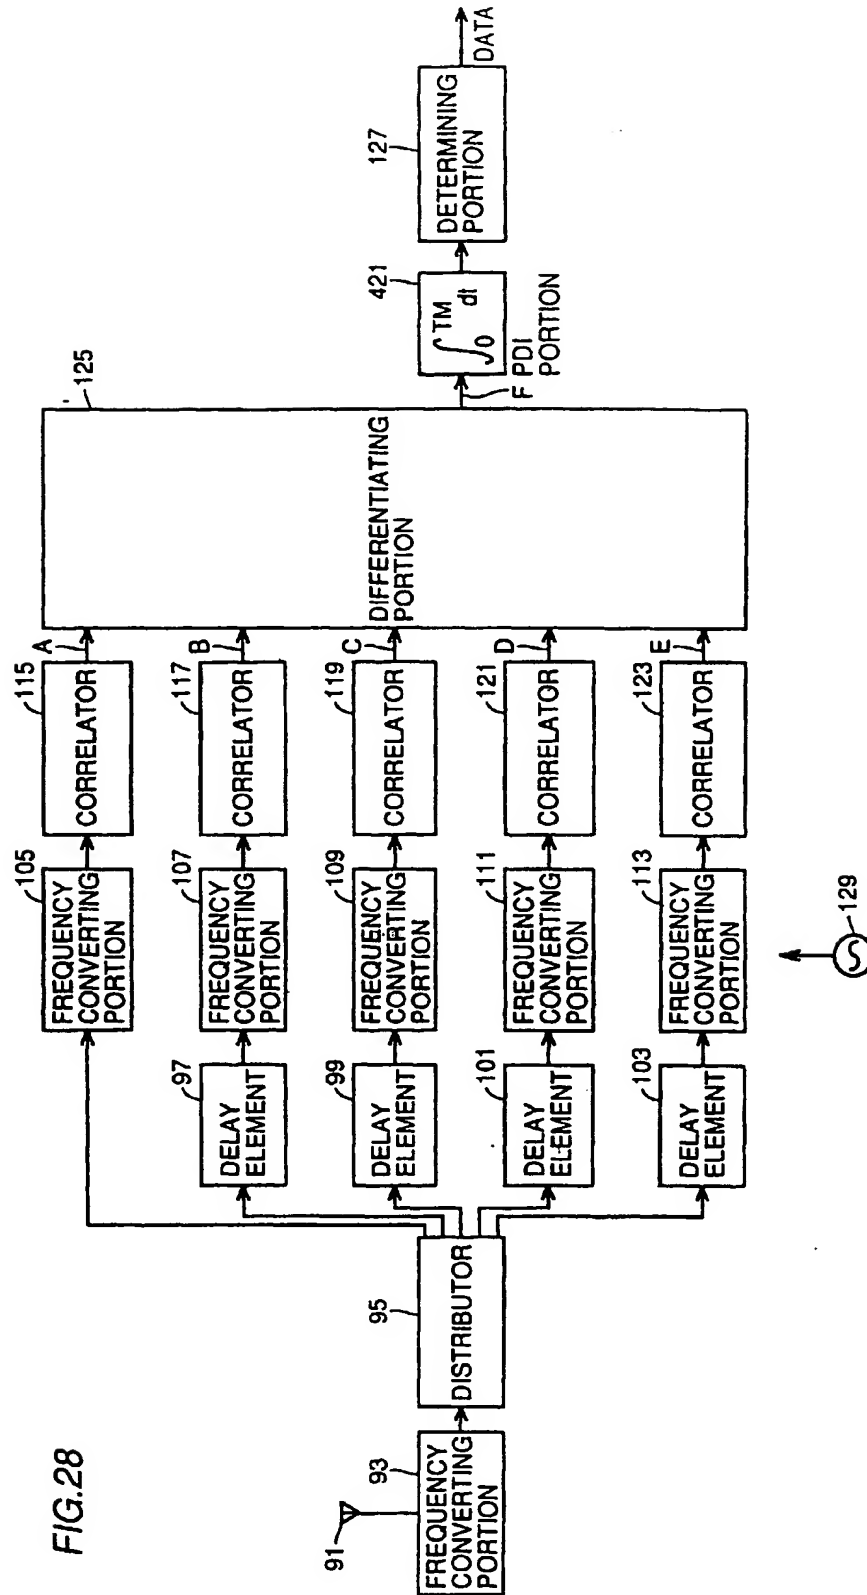 FIG.28
91
93
FREQUENCY
CONVERTING
PORTION
95
DISTRIBUTOR
97
DELAY
ELEMENT
99
DELAY
ELEMENT
101
DELAY
ELEMENT
103
DELAY
ELEMENT
105
FREQUENCY
CONVERTING
PORTION
107
FREQUENCY
CONVERTING
PORTION
109
FREQUENCY
CONVERTING
PORTION
111
FREQUENCY
CONVERTING
PORTION
113
FREQUENCY
CONVERTING
PORTION
129
115
CORRELATOR
A
117
CORRELATOR
B
119
CORRELATOR
C
121
CORRELATOR
D
123
CORRELATOR
E
125
DIFFERENTIATING
PORTION
F
421
∫ TM 0 dt
PDI
PORTION
127
DETERMINING
PORTION
DATA